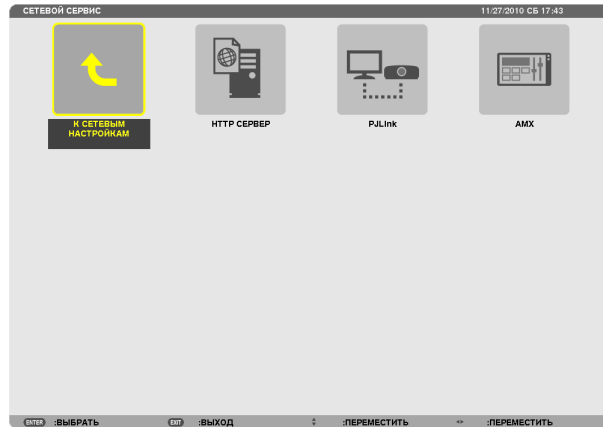 СЕТЕВОЙ СЕРВИС 11/27/2010 СБ 17:43
К СЕТЕВЫМ
НАСТРОЙКАМ
HTTP СЕРВЕР
PJLink
AMX
ENTER :ВЫБРАТЬ EXIT :ВЫХОД :ПЕРЕМЕСТИТЬ :ПЕРЕМЕСТИТЬ